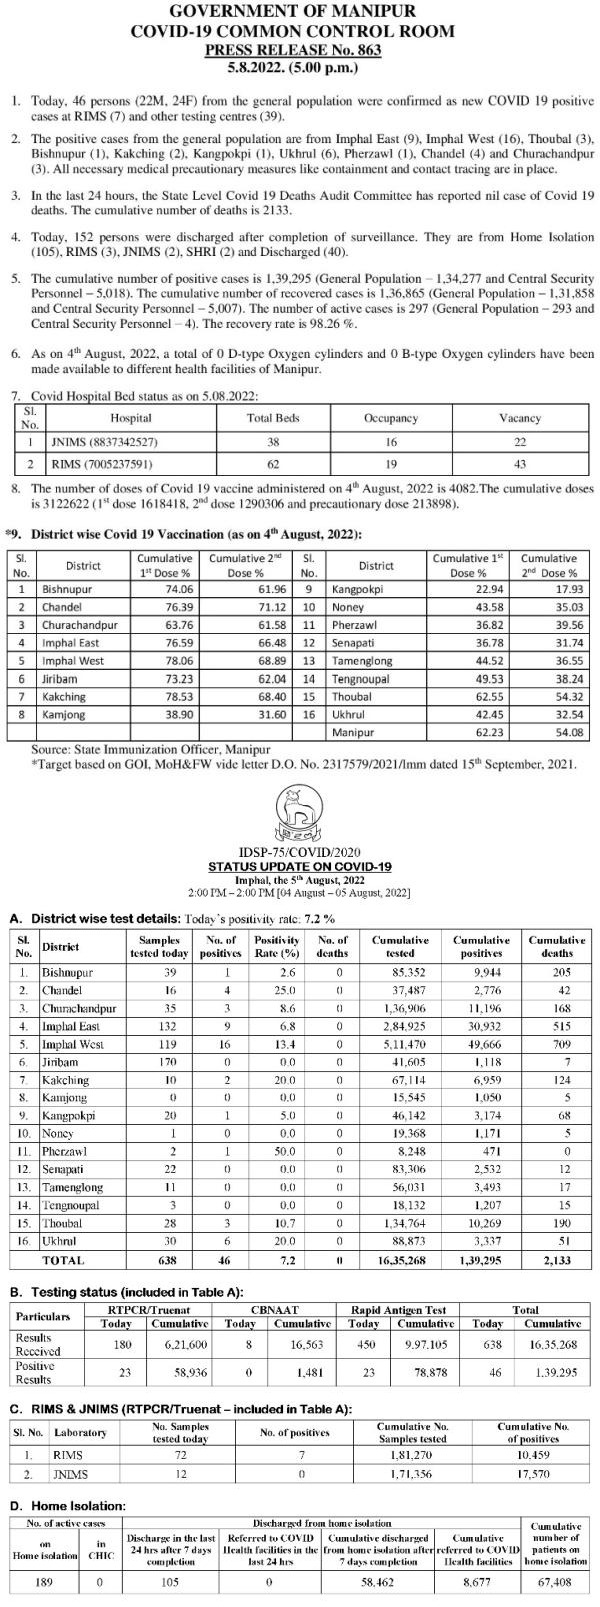 GOVERNMENT OF MANIPUR
COVID-19 COMMON CONTROL ROOM
PRESS RELEASE No. 863
5.8.2022. (5.00 p.m.)
1. Today, 46 persons (22M, 24F) from the general population were confirmed as new COVID 19 positive
cases at RIMS (7) and other testing centres (39).
2. The positive cases from the general population are from Imphal East (9), Imphal West (16), Thoubal (3),
Bishnupur (1), Kakching (2), Kangpokpi (1), Ukhrul (6), Pherzawl (1), Chandel (4) and Churachandpur
(3). All necessary medical precautionary measures like containment and contact tracing are in place.
3. In the last 24 hours, the State Level Covid 19 Deaths Audit Committee has reported nil case of Covid 19
deaths. The cumulative number of deaths is 2133.
4. Today, 152 persons were discharged after completion of surveillance. They are from Home Isolation
(105), RIMS (3), JNIMS (2), SHRI (2) and Discharged (40).
5. The cumulative number of positive cases is 1,39,295 (General Population – 1,34,277 and Central Security
Personnel – 5,018). The cumulative number of recovered cases is 1,36,865 (General Population – 1,31,858
and Central Security Personnel – 5,007). The number of active cases is 297 (General Population – 293 and
Central Security Personnel – 4). The recovery rate is 98.26 %.
6. As on 4th August, 2022, a total of 0 D-type Oxygen cylinders and 0 B-type Oxygen cylinders have been
made available to different health facilities of Manipur.
7. Covid Hospital Bed status as on 5.08.2022:
Sl. No. Hospital Total Beds Occupancy Vacancy
1 JNIMS (8837342527) 38 16 22
2 RIMS (7005237591) 62 19 43
8. The number of doses of Covid 19 vaccine administered on 4th August, 2022 is 4082.The cumulative doses
is 3122622 (1st dose 1618418, 2nd dose 1290306 and precautionary dose 213898).
*9. District wise Covid 19 Vaccination (as on 4th August, 2022):
Sl. No. District Cumulative 1st Dose % Cumulative 2nd Dose % Sl. No. District Cumulative 1st Dose % Cumulative 2nd Dose %
1 Bishnupur 74.06 61.96 9 Kangpokpi 22.94 17.93
2 Chandel 76.39 71.12 10 Noney 43.58 35.03
3 Churachandpur 63.76 61.58 11 Pherzawl 36.82 39.56
4 Imphal East 76.59 66.48 12 Senapati 36.78 31.74
5 Imphal West 78.06 68.89 13 Tamenglong 44.52 36.55
6 Jiribam 73.23 62.04 14 Tengnoupal 49.53 38.24
7 Kakching 78.53 68.40 15 Thoubal 62.55 54.32
8 Kamjong 38.90 31.60 16 Ukhrul 42.45 32.54
Manipur 62.23 54.08
Source: State Immunization Officer, Manipur
*Target based on GOI, MoH&FW vide letter D.O. No. 2317579/2021/Imm dated 15th September, 2021.
IDSP-75/COVID/2020
STATUS UPDATE ON COVID-19
Imphal, the 5th August, 2022
2:00 PM – 2:00 PM [04 August – 05 August, 2022]
A. District wise test details: Today's positivity rate: 7.2 %
Sl. No. District Samples tested today No. of positives Positivity Rate (%) No. of deaths Cumulative tested Cumulative positives Cumulative deaths
1. Bishnupur 39 1 2.6 0 85,352 9,944 205
2. Chandel 16 4 25.0 0 37,487 2,776 42
3. Churachandpur 35 3 8.6 0 1,36,906 11,196 168
4. Imphal East 132 9 6.8 0 2,84,925 30,932 515
5. Imphal West 119 16 13.4 0 5,11,470 49,666 709
6. Jiribam 170 0 0.0 0 41,605 1,118 7
7. Kakching 10 2 20.0 0 67,114 6,959 124
8. Kamjong 0 0 0.0 0 15,545 1,050 5
9. Kangpokpi 20 1 5.0 0 46,142 3,174 68
10. Noney 1 0 0.0 0 19,368 1,171 5
11. Pherzawl 2 1 50.0 0 8,248 471 0
12. Senapati 22 0 0.0 0 83,306 2,532 12
13. Tamenglong 11 0 0.0 0 56,031 3,493 17
14. Tengnoupal 3 0 0.0 0 18,132 1,207 15
15. Thoubal 28 3 10.7 0 1,34,764 10,269 190
16. Ukhrul 30 6 20.0 0 88,873 3,337 51
TOTAL 638 46 7.2 0 16,35,268 1,39,295 2,133
B. Testing status (included in Table A):
Particulars RTPCR/Truenat CBNAAT Rapid Antigen Test Total
Today Cumulative Today Cumulative Today Cumulative Today Cumulative
Results Received 180 6,21,600 8 16,563 450 9,97,105 638 16,35,268
Positive Results 23 58,936 0 1,481 23 78,878 46 1,39,295
C. RIMS & JNIMS (RTPCR/Truenat – included in Table A):
Sl. No. Laboratory No. Samples tested today No. of positives Cumulative No. Samples tested Cumulative No. of positives
1. RIMS 72 7 1,81,270 10,459
2. JNIMS 12 0 1,71,356 17,570
D. Home Isolation:
No. of active cases Discharged from home isolation Cumulative number of patients on home isolation
on Home isolation in CHIC Discharge in the last 24 hrs after 7 days completion Referred to COVID Health facilities in the last 24 hrs Cumulative discharged from home isolation after 7 days completion Cumulative referred to COVID Health facilities
189 0 105 0 58,462 8,677 67,408